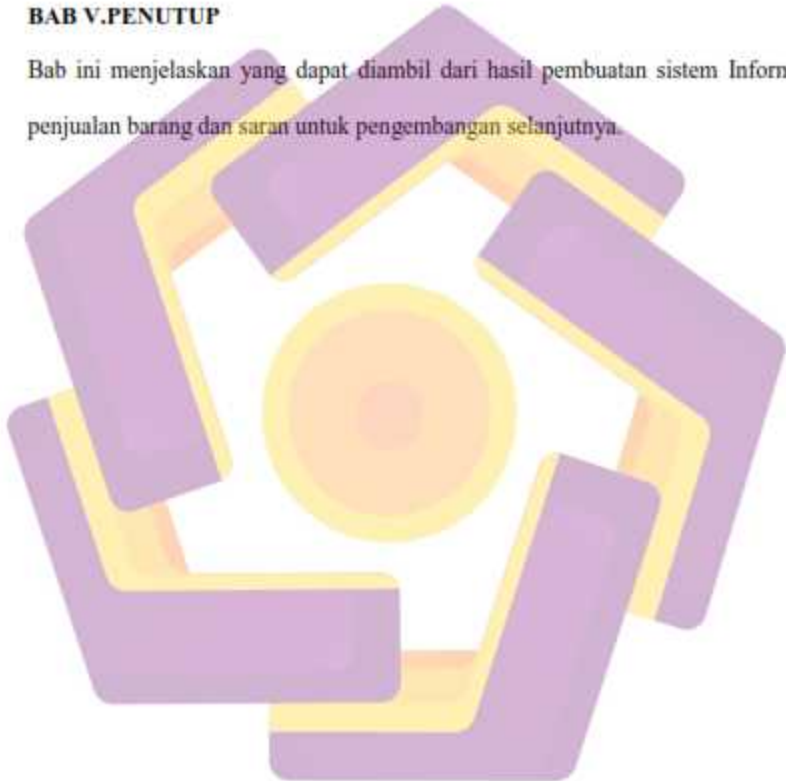 BAB V.PENUTUP
Bab ini menjelaskan yang dapat diambil dari hasil pembuatan sistem
penjualan barang dan saran untuk pengembangan selanjutnya.